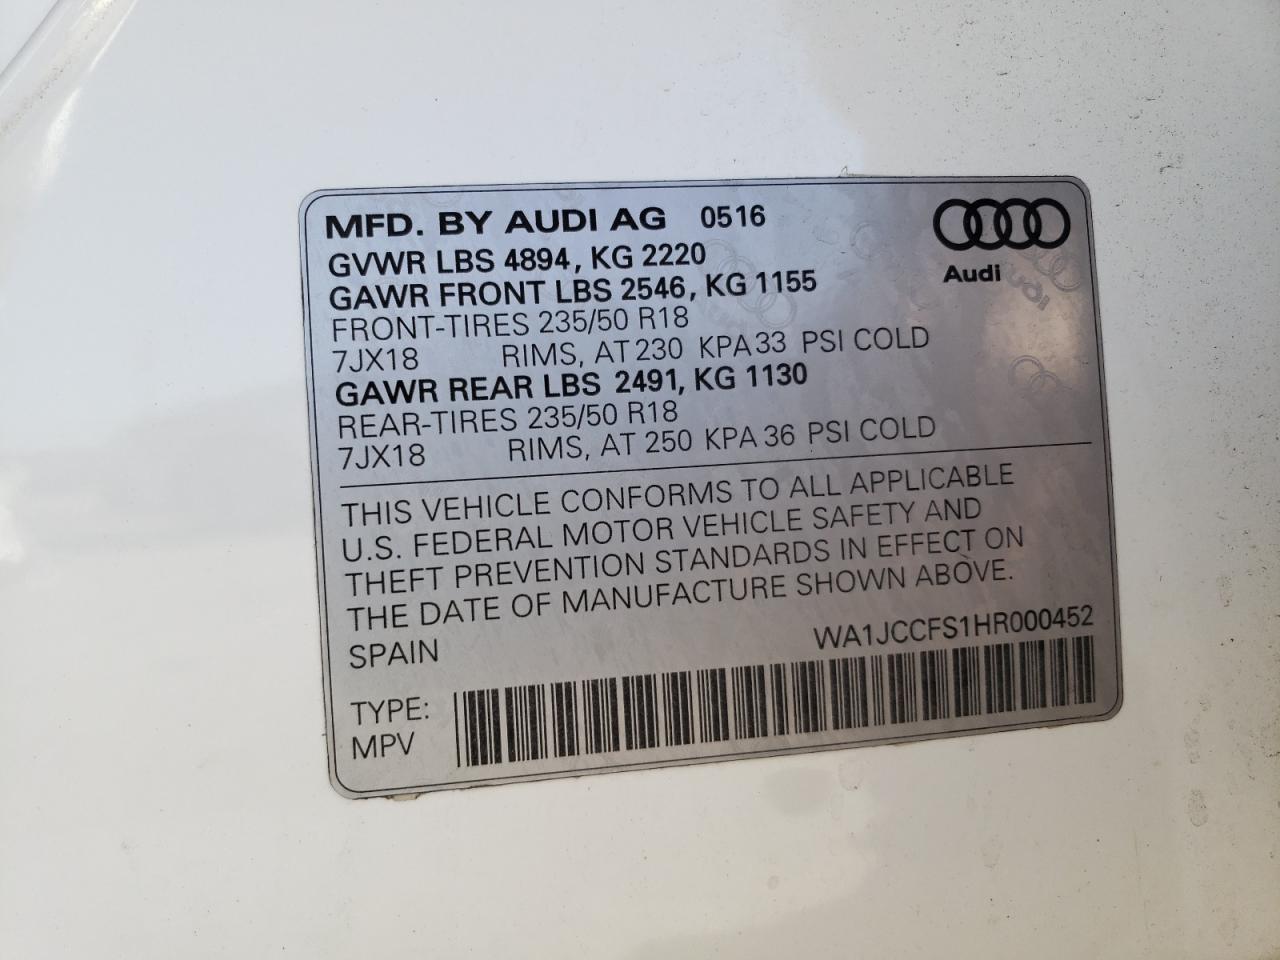 MFD. BY AUDI AG 0516
Audi
GVWR LBS 4894, KG 2220
GAWR FRONT LBS 2546, KG 1155
FRONT-TIRES 235/50 R18
7JX18 RIMS, AT 230 KPA 33 PSI COLD
GAWR REAR LBS 2491, KG 1130
REAR-TIRES 235/50 R18
7JX18 RIMS, AT 250 KPA 36 PSI COLD
THIS VEHICLE CONFORMS TO ALL APPLICABLE
U.S. FEDERAL MOTOR VEHICLE SAFETY AND
THEFT PREVENTION STANDARDS IN EFFECT ON
THE DATE OF MANUFACTURE SHOWN ABOVE.
SPAIN WA1JCCFS1HR000452
TYPE:
MPV